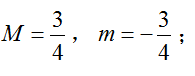 M = 3/4， m = −3/4；